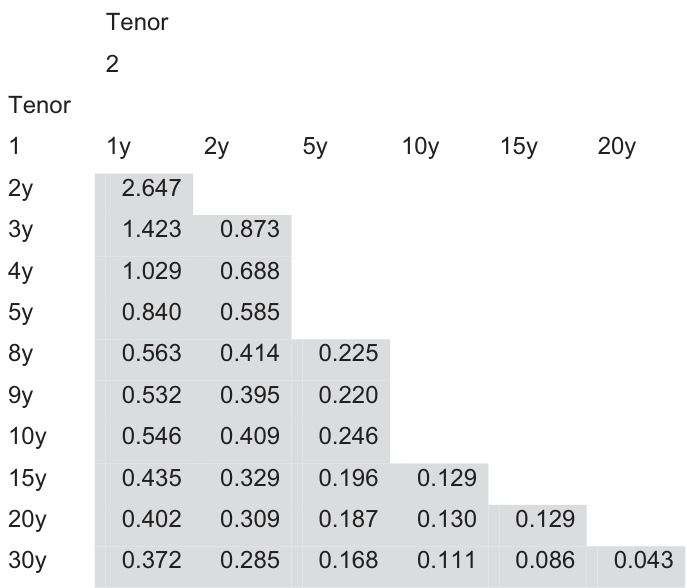 Tenor
2
Tenor
1 1y 2y 5y 10y 15y 20y
2y 2.647
3y 1.423 0.873
4y 1.029 0.688
5y 0.840 0.585
8y 0.563 0.414 0.225
9y 0.532 0.395 0.220
10y 0.546 0.409 0.246
15y 0.435 0.329 0.196 0.129
20y 0.402 0.309 0.187 0.130 0.129
30y 0.372 0.285 0.168 0.111 0.086 0.043